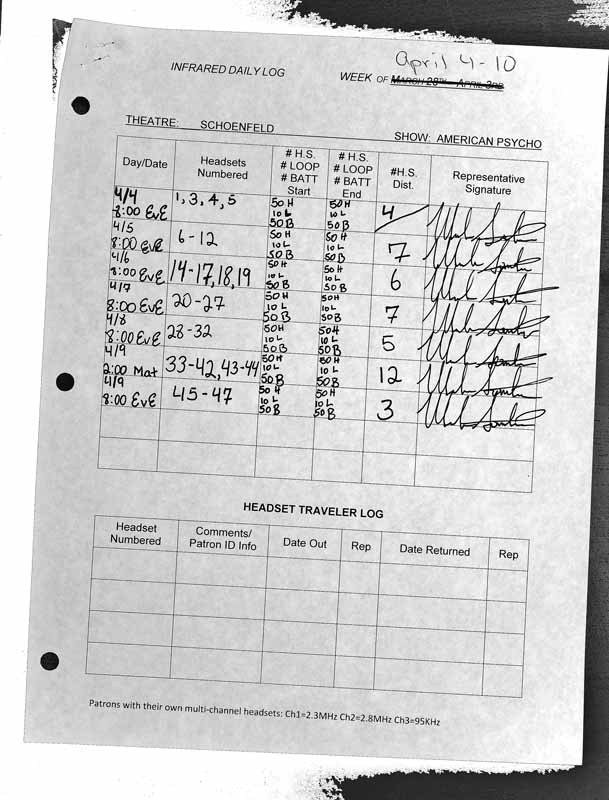 April 4-10
INFRARED DAILY LOG WEEK OF MARCH 28TH - APRIL 3RD
THEATRE: SCHOENFELD SHOW: AMERICAN PSYCHO
Day/Date
Headsets
Numbered
# H.S.
# LOOP
# BATT
Start
# H.S.
# LOOP
# BATT
End
#H.S.
Dist.
Representative
Signature
4/4
8:00 EvE
1, 3, 4, 5
50 H
10 L
50 B
50 H
10 L
50 B
4
4/5
8:00 EvE
6-12
50 H
10 L
50 B
50 H
10 L
50 B
7
4/6
8:00 EvE
14-17, 18, 19
50 H
10 L
50 B
50 H
10 L
50 B
6
4/7
8:00 EvE
20-27
50 H
10 L
50 B
50 H
10 L
50 B
7
4/8
8:00 EvE
28-32
50 H
10 L
50 B
50 H
10 L
50 B
5
4/9
2:00 Mat
33-42, 43-44
50 H
10 L
50 B
50 H
10 L
50 B
12
4/9
8:00 EvE
45-47
50 H
10 L
50 B
50 H
10 L
50 B
3
HEADSET TRAVELER LOG
Headset
Numbered
Comments/
Patron ID Info
Date Out
Rep
Date Returned
Rep
Patrons with their own multi-channel headsets: Ch1=2.3MHz Ch2=2.8MHz Ch3=95KHz